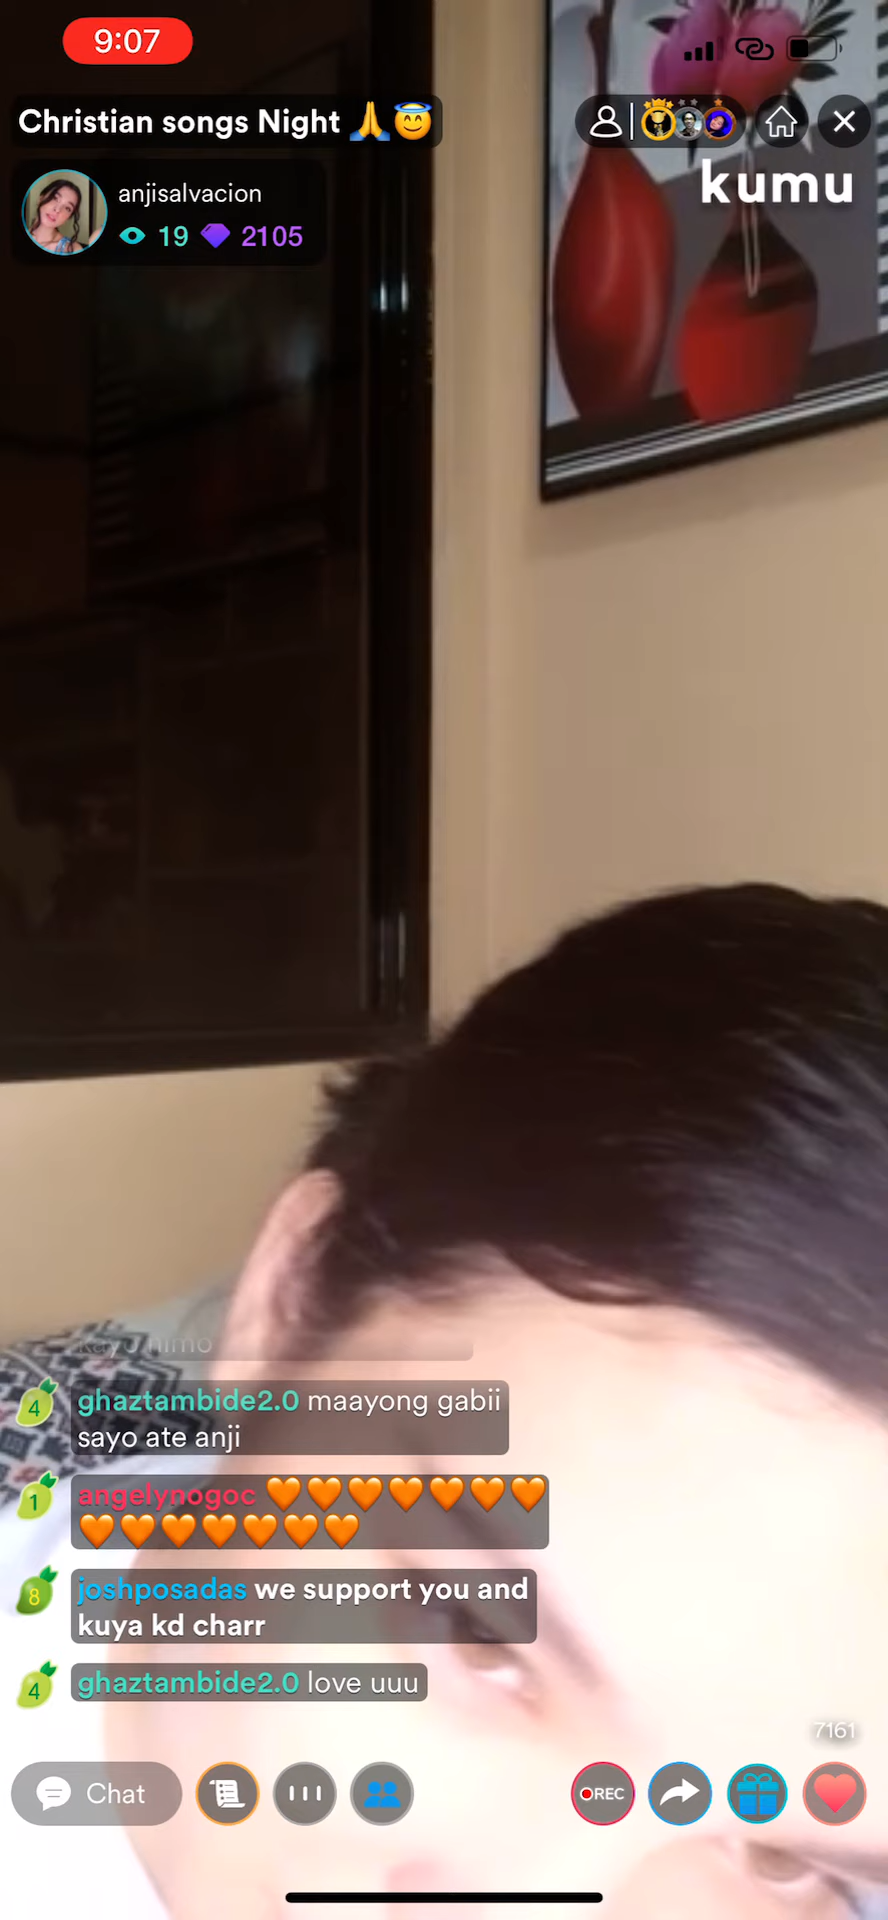 9:07
Christian songs Night 🙏😇
anjisalvacion
19 2105
kumu
4 ghaztambide2.0 maayong gabii
sayo ate anji
1 angelynogoc 🧡🧡🧡🧡🧡🧡🧡
🧡🧡🧡🧡🧡🧡🧡
8 joshposadas we support you and
kuya kd charr
4 ghaztambide2.0 love uuu
7161
Chat
REC